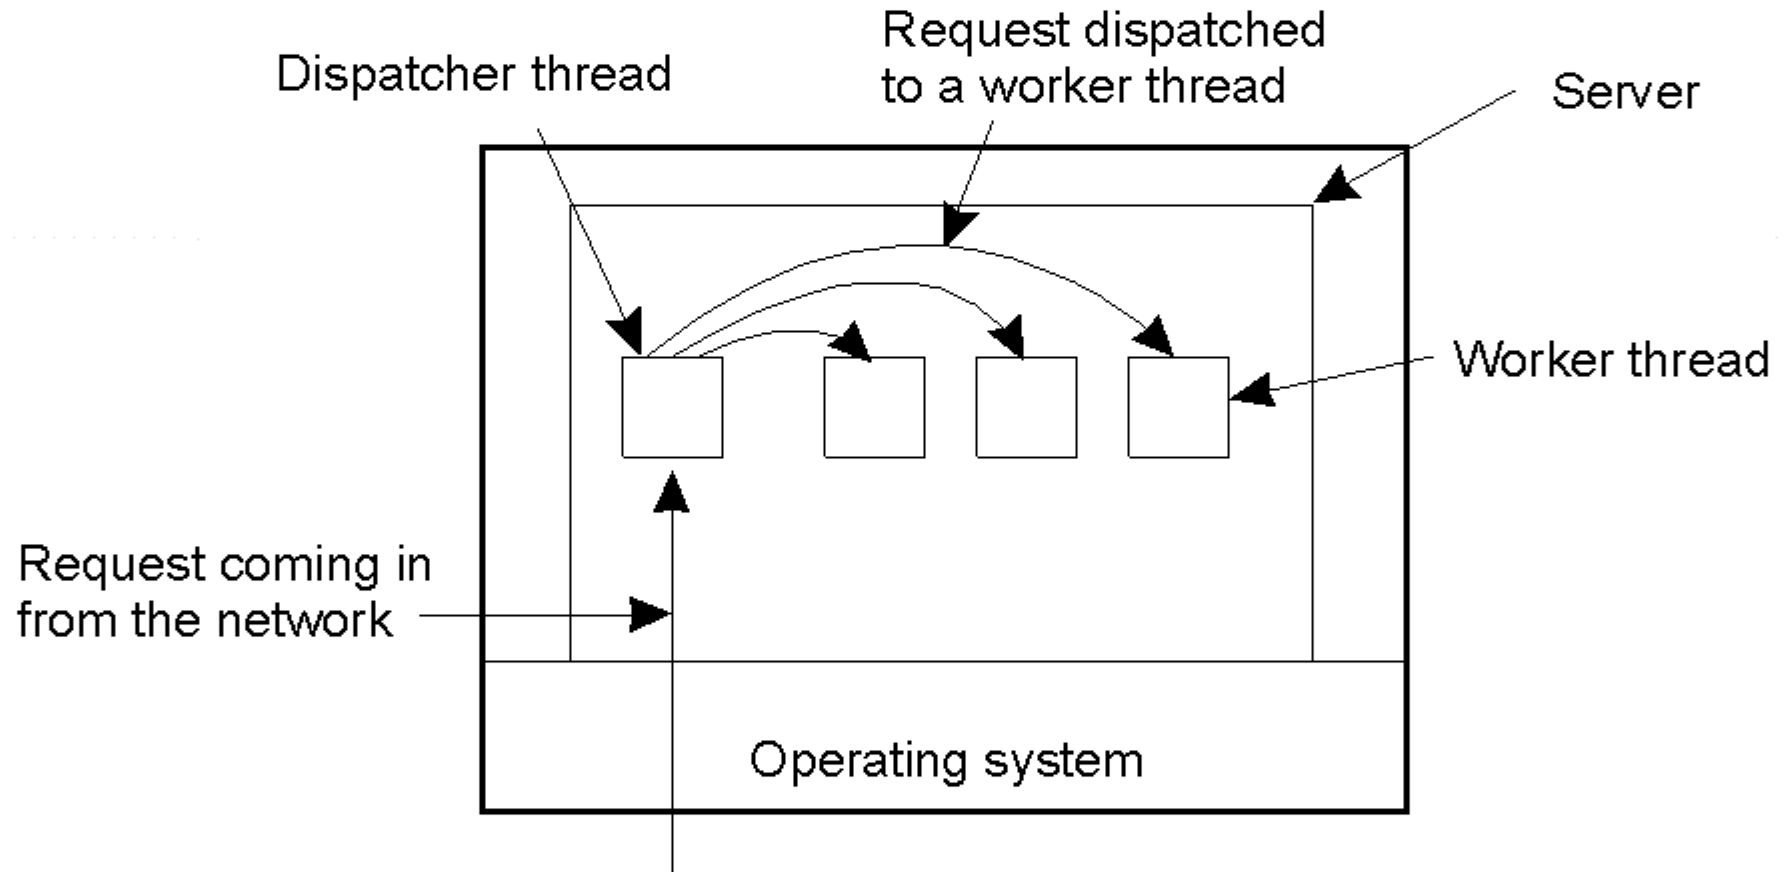 Request dispatched
to a worker thread
Dispatcher thread
Server
Worker thread
Request coming in
from the network
Operating system